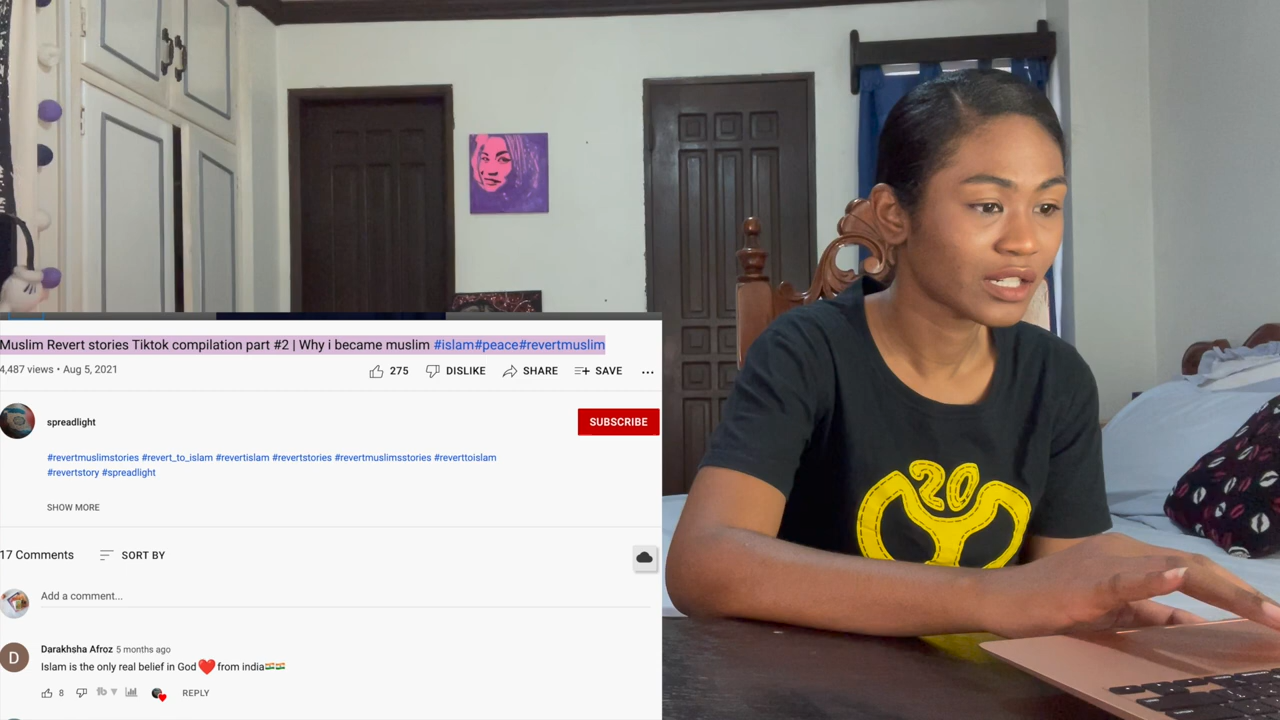 Muslim Revert stories Tiktok compilation part #2 | Why i became muslim #islam#peace#revertmuslim
4,487 views • Aug 5, 2021
275 DISLIKE SHARE SAVE ...
spreadlight
SUBSCRIBE
#revertmuslimstories #revert_to_islam #revertislam #revertstories #revertmuslimsstories #reverttoislam
#revertstory #spreadlight
SHOW MORE
17 Comments SORT BY
Add a comment...
D
Darakhsha Afroz 5 months ago
Islam is the only real belief in God❤️from india🇮🇳🇮🇳
8 REPLY
20